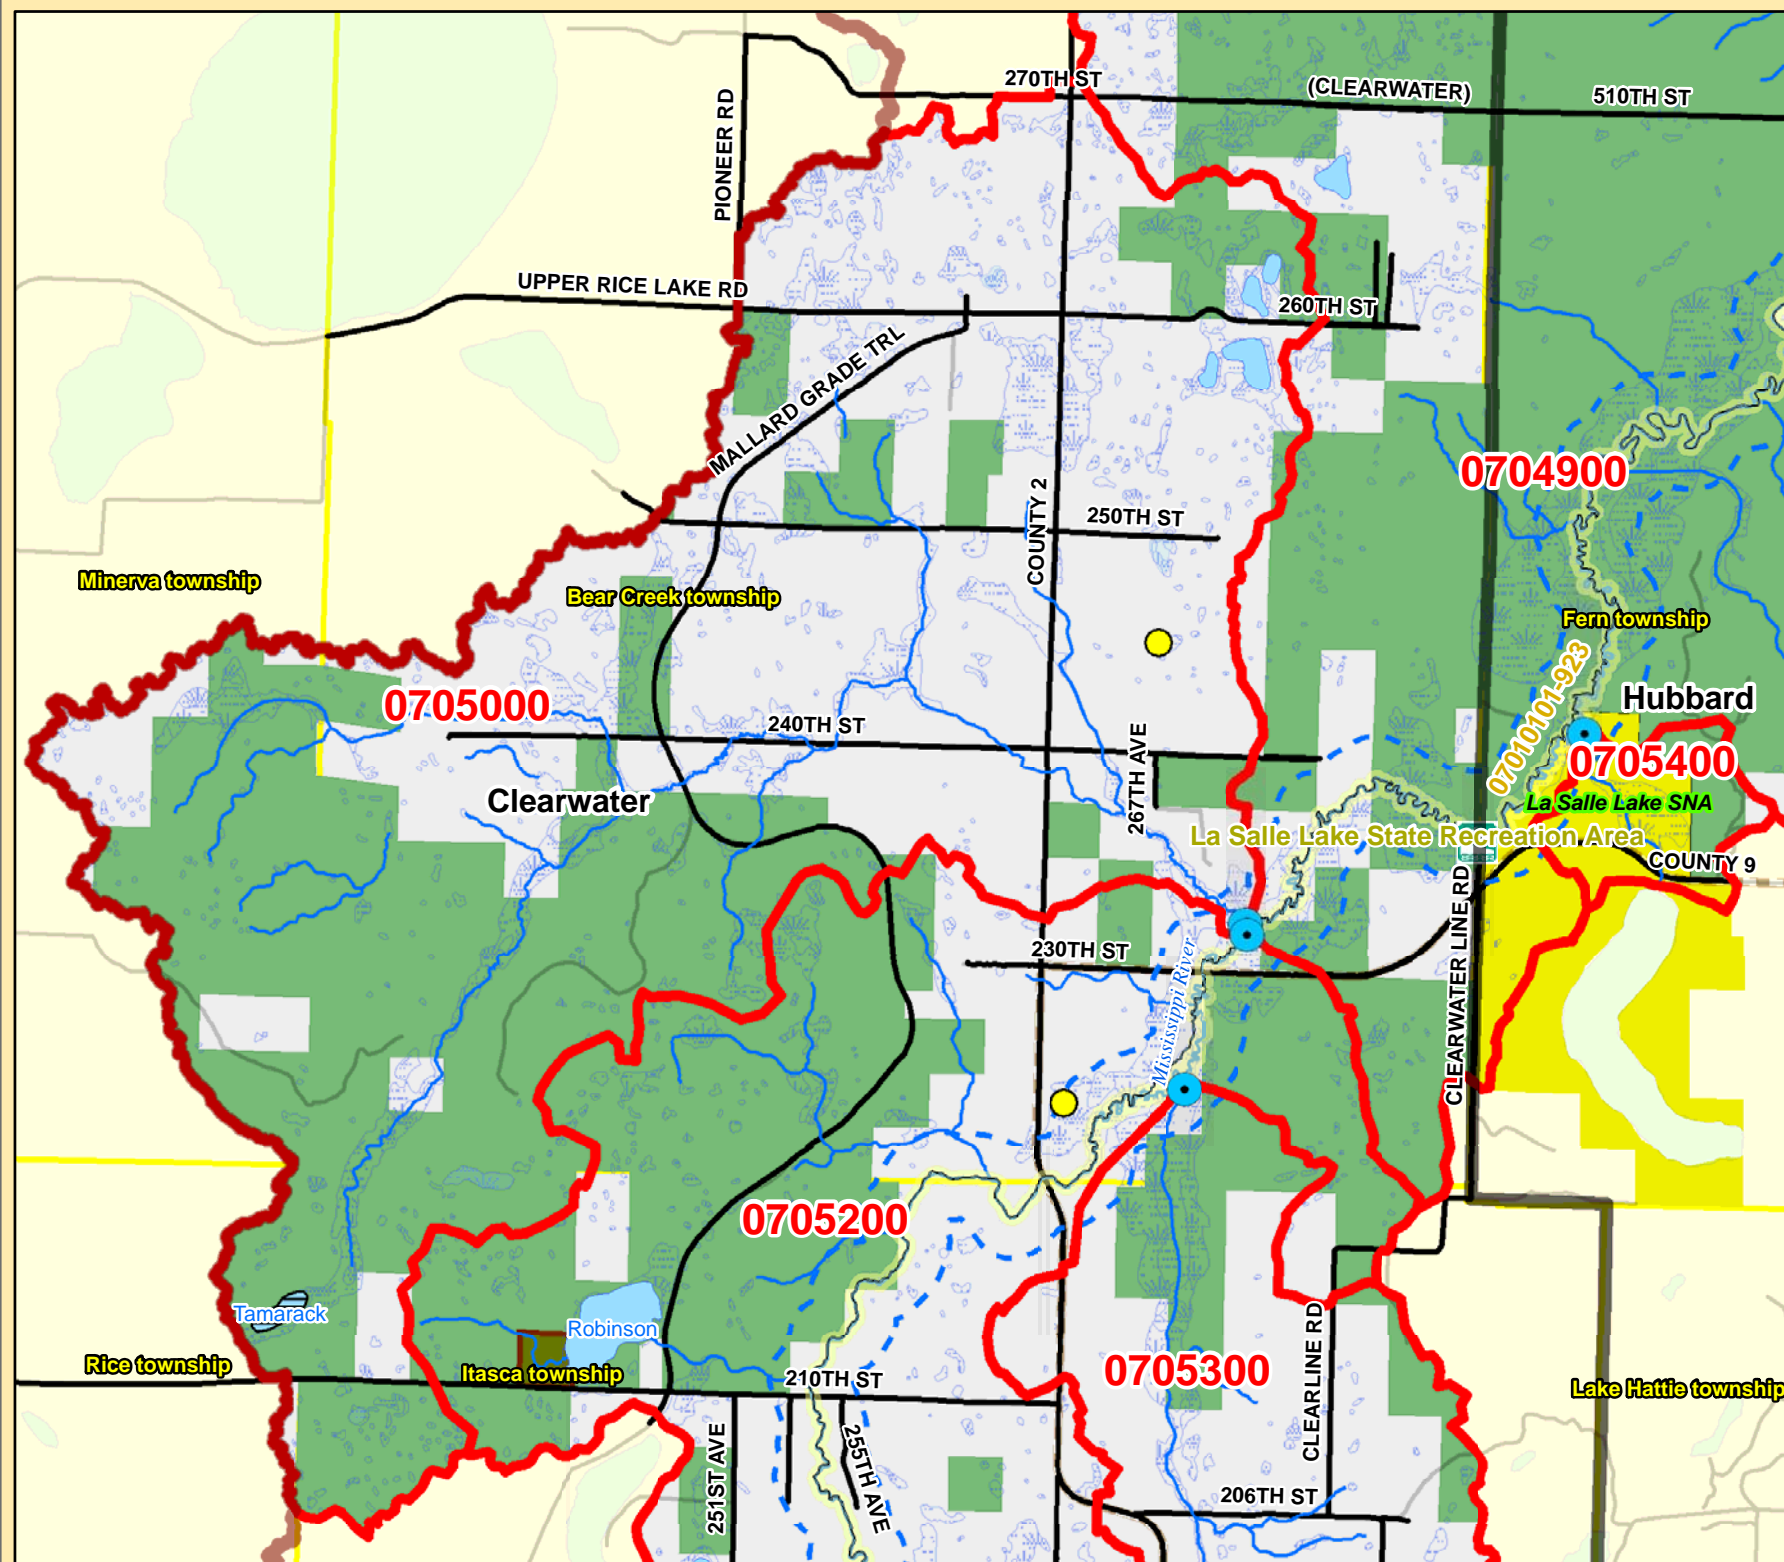 270TH ST
(CLEARWATER)
510TH ST
PIONEER RD
UPPER RICE LAKE RD
260TH ST
MALLARD GRADE TRL
0704900
COUNTY 2
250TH ST
Minerva township
Bear Creek township
Fern township
07010101-923
0705000
Hubbard
240TH ST
267TH AVE
0705400
Clearwater
La Salle Lake SNA
La Salle Lake State Recreation Area
COUNTY 9
CLEARWATER LINE RD
230TH ST
Mississippi River
0705200
Tamarack
Robinson
Rice township
Itasca township
210TH ST
0705300
CLEARLINE RD
Lake Hattie township
251ST AVE
255TH AVE
206TH ST